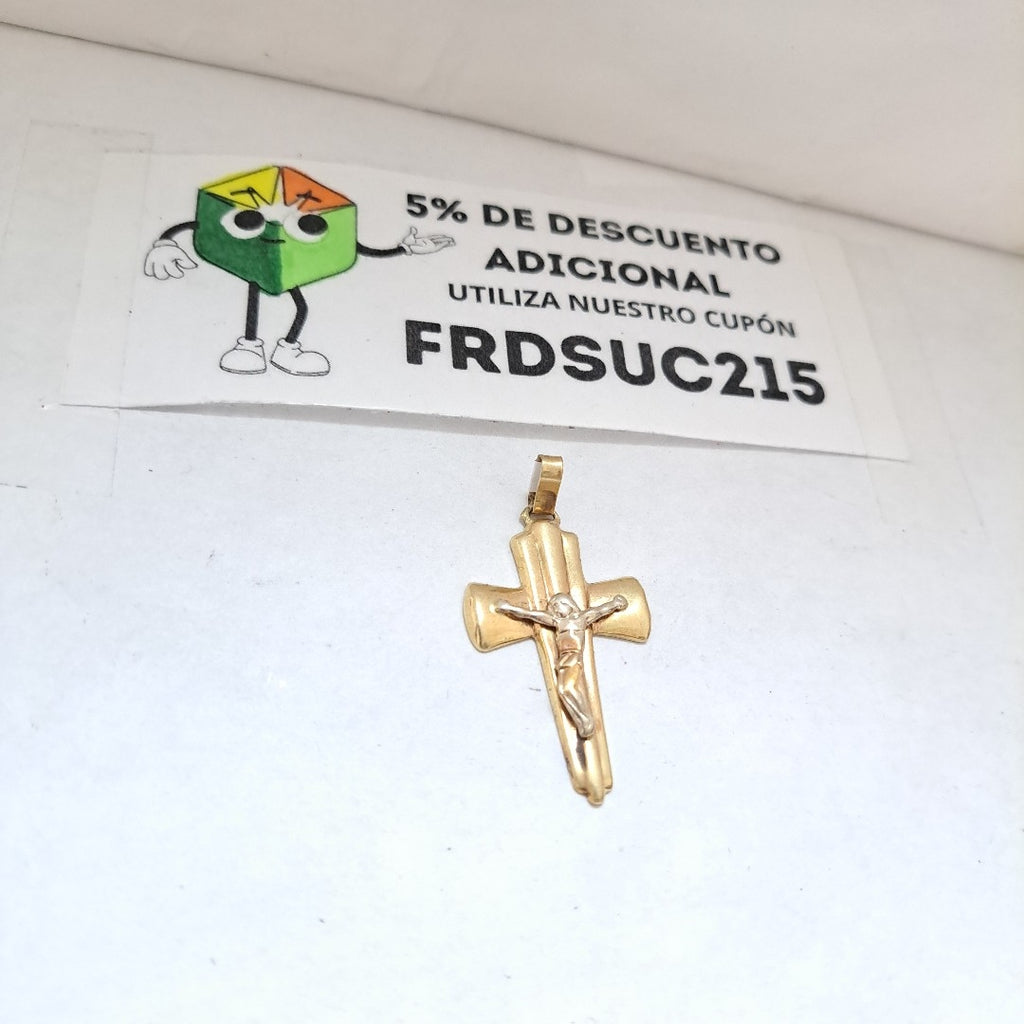 5% DE DESCUENTO
ADICIONAL
UTILIZA NUESTRO CUPÓN
FRDSUC215